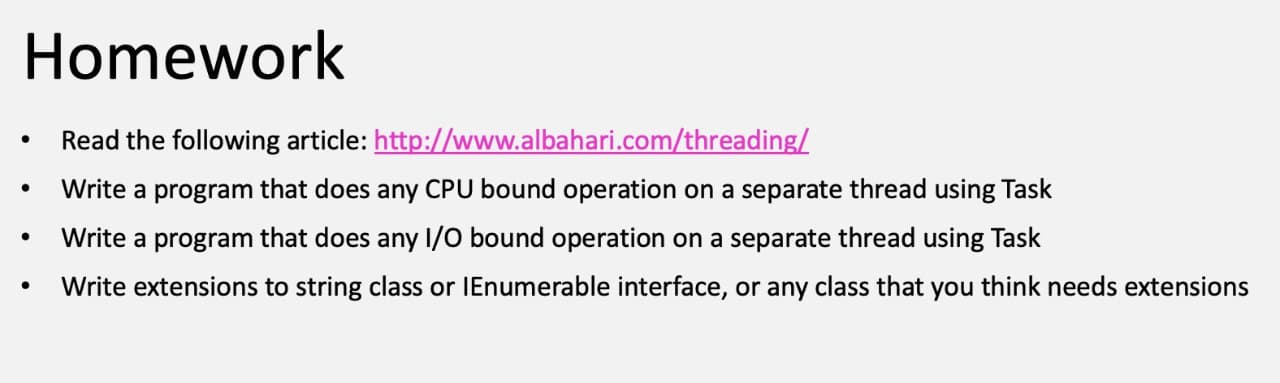 Homework
• Read the following article: http://www.albahari.com/threading/
• Write a program that does any CPU bound operation on a separate thread using Task
• Write a program that does any I/O bound operation on a separate thread using Task
• Write extensions to string class or IEnumerable interface, or any class that you think needs extensions